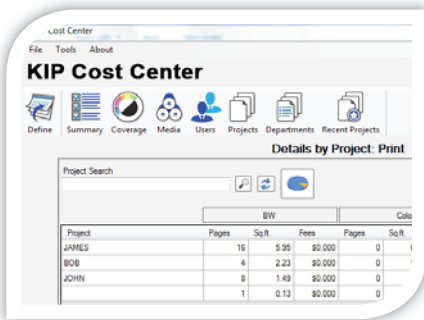 Cost Center
File Tools About
KIP Cost Center
Define Summary Coverage Media Users Projects Departments Recent Projects
Details by Project: Print
Project Search
BW Colo
Project Pages Sq.ft. Fees Pages Sq.ft.
JAMES 16 5.95 $0.000 0
BOB 4 2.23 $0.000 0
JOHN 8 1.49 $0.000 0
1 0.13 $0.000